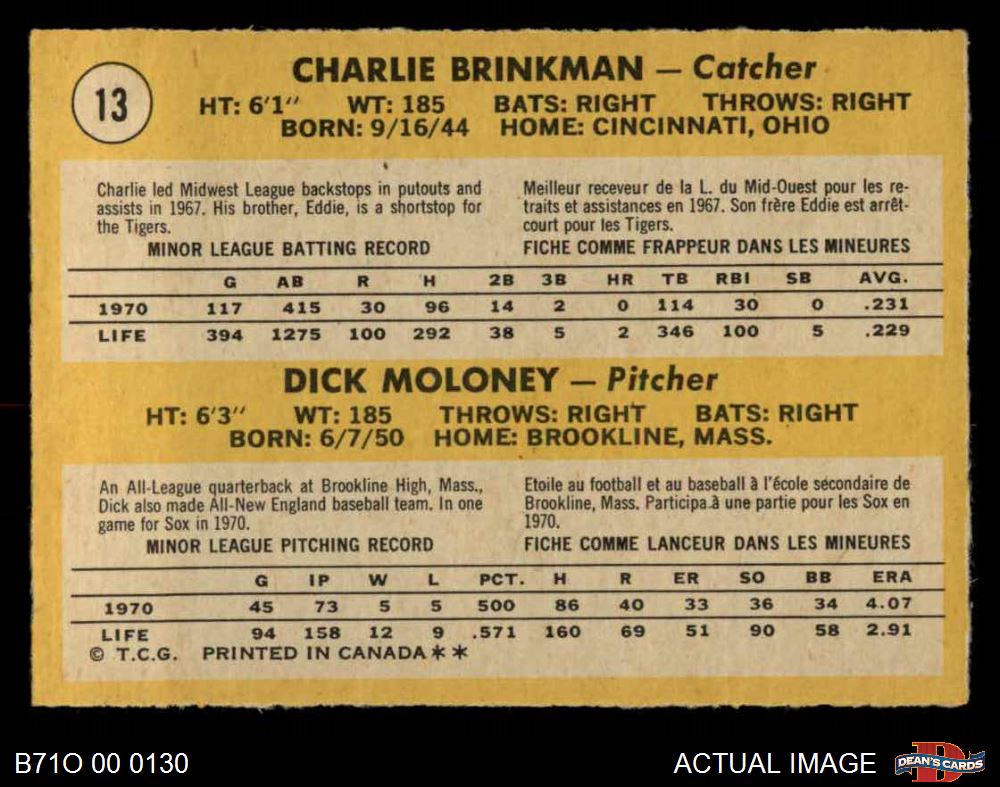 13
CHARLIE BRINKMAN — Catcher
HT: 6'1" WT: 185 BATS: RIGHT THROWS: RIGHT
BORN: 9/16/44 HOME: CINCINNATI, OHIO
Charlie led Midwest League backstops in putouts and
assists in 1967. His brother, Eddie, is a shortstop for
the Tigers.
MINOR LEAGUE BATTING RECORD
Meilleur receveur de la L. du Mid-Ouest pour les re-
traits et assistances en 1967. Son frère Eddie est arrêt-
court pour les Tigers.
FICHE COMME FRAPPEUR DANS LES MINEURES
G AB R H 2B 3B HR TB RBI SB AVG.
1970 117 415 30 96 14 2 0 114 30 0 .231
LIFE 394 1275 100 292 38 5 2 346 100 5 .229
DICK MOLONEY — Pitcher
HT: 6'3" WT: 185 THROWS: RIGHT BATS: RIGHT
BORN: 6/7/50 HOME: BROOKLINE, MASS.
An All-League quarterback at Brookline High, Mass.,
Dick also made All-New England baseball team. In one
game for Sox in 1970.
MINOR LEAGUE PITCHING RECORD
Etoile au football et au baseball à l'école secondaire de
Brookline, Mass. Participa à une partie pour les Sox en
1970.
FICHE COMME LANCEUR DANS LES MINEURES
G IP W L PCT. H R ER SO BB ERA
1970 45 73 5 5 500 86 40 33 36 34 4.07
LIFE 94 158 12 9 .571 160 69 51 90 58 2.91
© T.C.G. PRINTED IN CANADA**
B71O 00 0130
ACTUAL IMAGE
DEAN'S CARDS